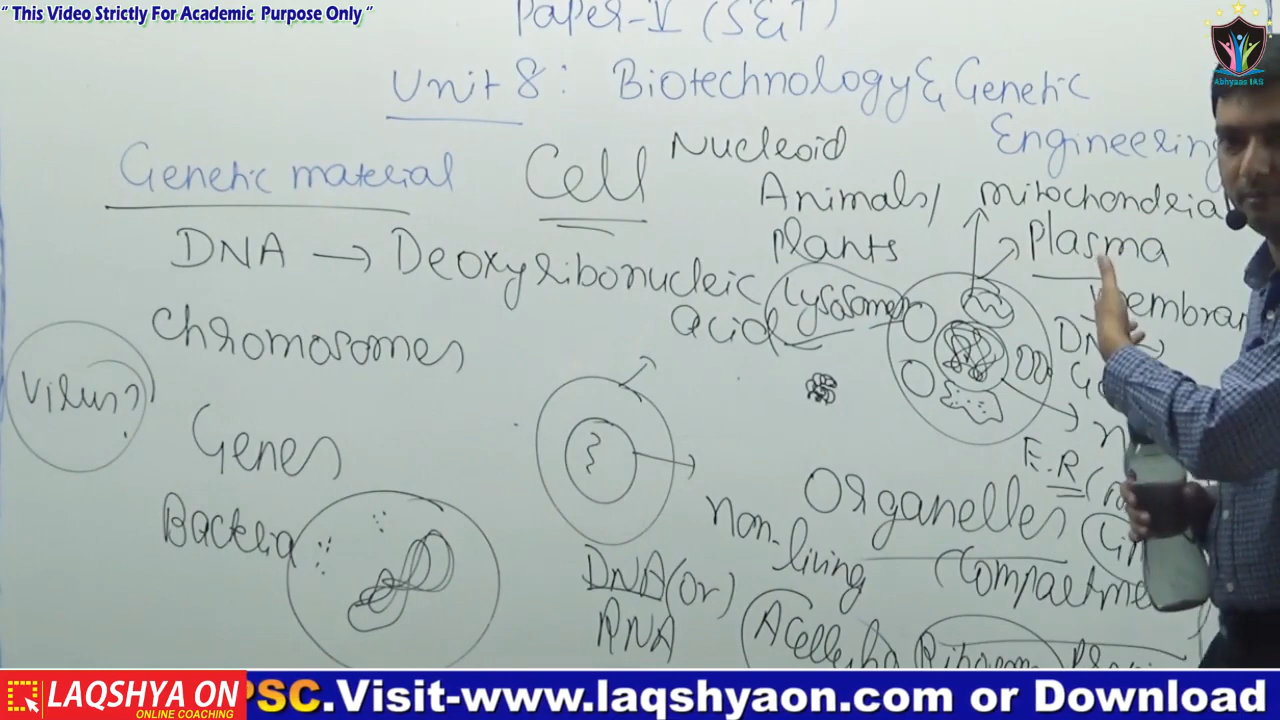 " This Video Strictly For Academic Purpose Only "
Paper-V (S&T)
Abhyaas IAS
Unit 8: Biotechnology & Genetic
Engineering
Genetic material
Cell
Nucleoid
Animals/
Plants
mitochondria
Plasma
DNA → Deoxyribonucleic
acid
Lysosomes
Chromosomes
Virus?
Genes
E.R
Organelles
Bacteria
non-living
DNA (or)
RNA
LAQSHYA ON
ONLINE COACHING
PSC.Visit-www.laqshyaon.com or Download